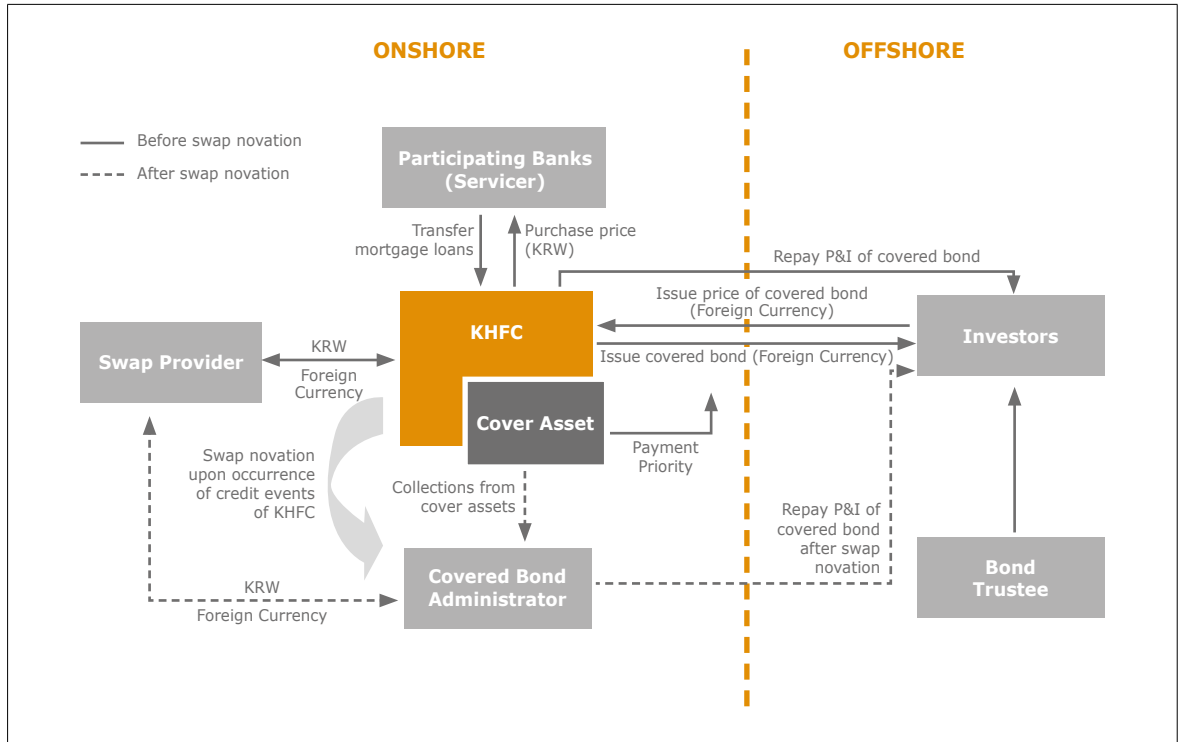 ONSHORE
OFFSHORE
Before swap novation
After swap novation
Participating Banks
(Servicer)
Transfer
mortgage loans
Purchase price
(KRW)
Repay P&I of covered bond
Issue price of covered bond
(Foreign Currency)
KHFC
Investors
Swap Provider
KRW
Foreign
Currency
Issue covered bond (Foreign Currency)
Cover Asset
Payment
Priority
Swap novation
upon occurrence
of credit events
of KHFC
Collections from
cover assets
Repay P&I of
covered bond
after swap
novation
Covered Bond
Administrator
Bond
Trustee
KRW
Foreign Currency